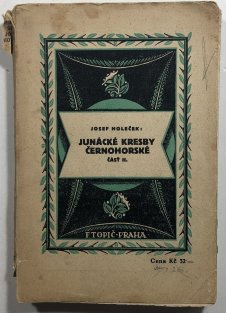 JOSEF HOLEČEK:
JUNÁCKÉ KRESBY
ČERNOHORSKÉ
ČÁST II.
F. TOPIČ - PRAHA
Cena Kč 32